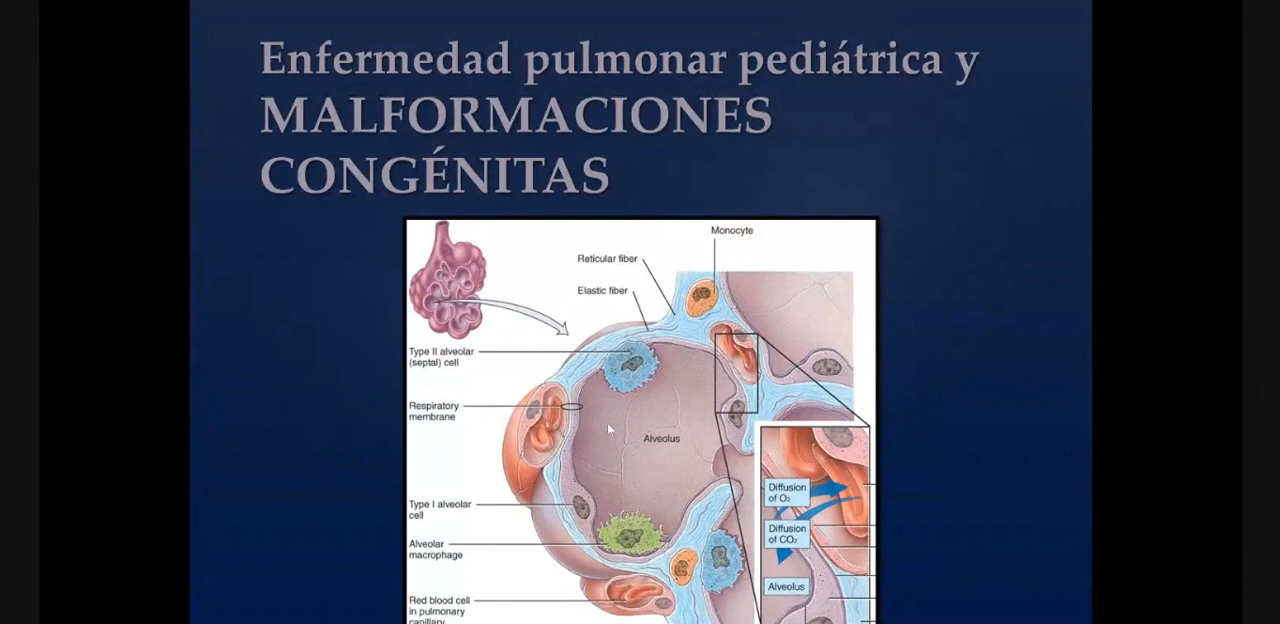 Enfermedad pulmonar pediátrica y
MALFORMACIONES
CONGÉNITAS
Monocyte
Reticular fiber
Elastic fiber
Type II alveolar
(septal) cell
Respiratory
membrane
Alveolus
Diffusion
of O₂
Type I alveolar
cell
Diffusion
of CO₂
Alveolar
macrophage
Alveolus
Red blood cell
in pulmonary
capillary